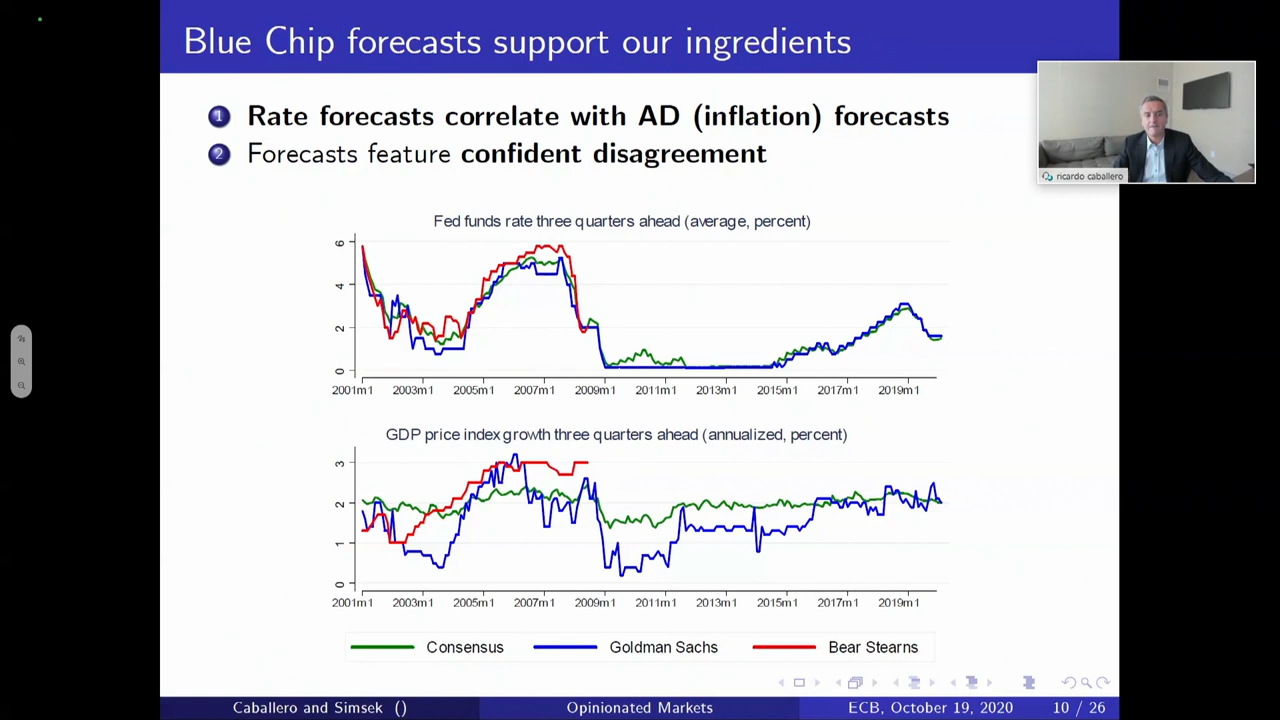 Blue Chip forecasts support our ingredients
1 Rate forecasts correlate with AD (inflation) forecasts
2 Forecasts feature confident disagreement
ricardo caballero
Fed funds rate three quarters ahead (average, percent)
6
4
2
0
2001m1 2003m1 2005m1 2007m1 2009m1 2011m1 2013m1 2015m1 2017m1 2019m1
GDP price index growth three quarters ahead (annualized, percent)
3
2
1
0
2001m1 2003m1 2005m1 2007m1 2009m1 2011m1 2013m1 2015m1 2017m1 2019m1
Consensus Goldman Sachs Bear Stearns
Caballero and Simsek () Opinionated Markets ECB, October 19, 2020 10 / 26